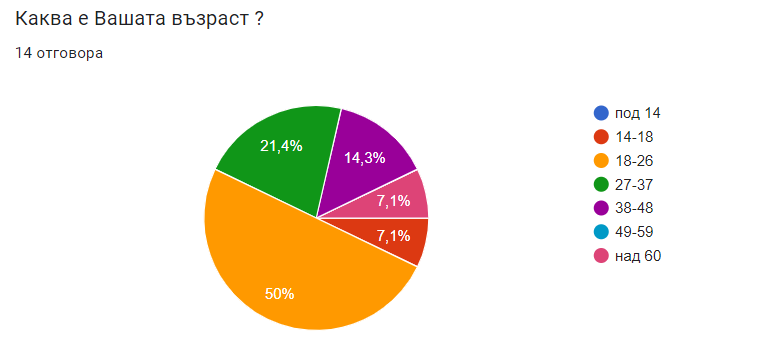 Каква е Вашата възраст ?
14 отговора
21,4%
14,3%
7,1%
7,1%
50%
под 14
14-18
18-26
27-37
38-48
49-59
над 60